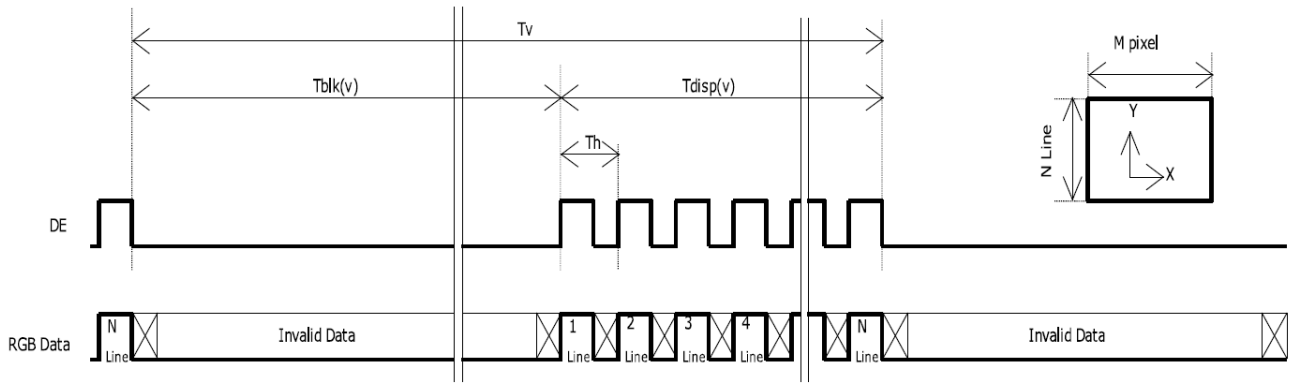 Tv
M pixel
Tblk(v)
Tdisp(v)
N Line
Y
X
Th
DE
RGB Data
N
Line
Invalid Data
1
Line
2
Line
3
Line
4
Line
N
Line
Invalid Data